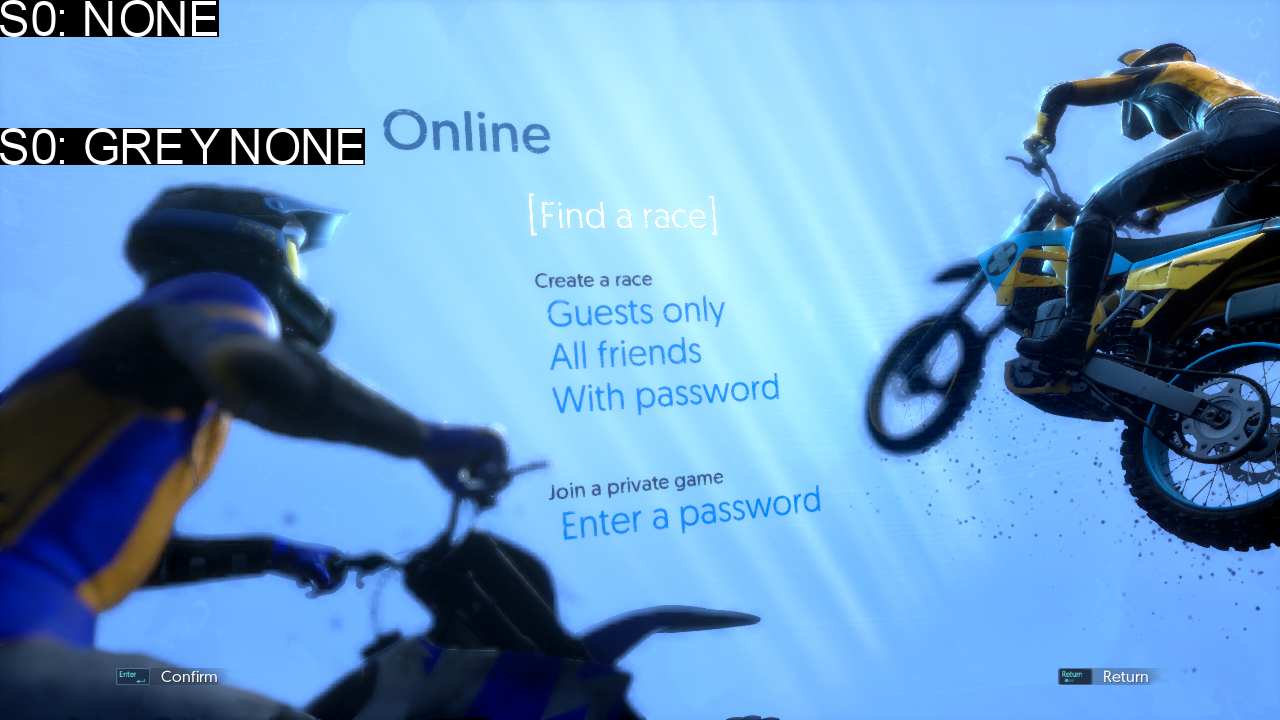 S0: NONE
Online
S0: GREY NONE
[Find a race]
Create a race
Guests only
All friends
With password
Join a private game
Enter a password
Enter
Confirm
Return
Return